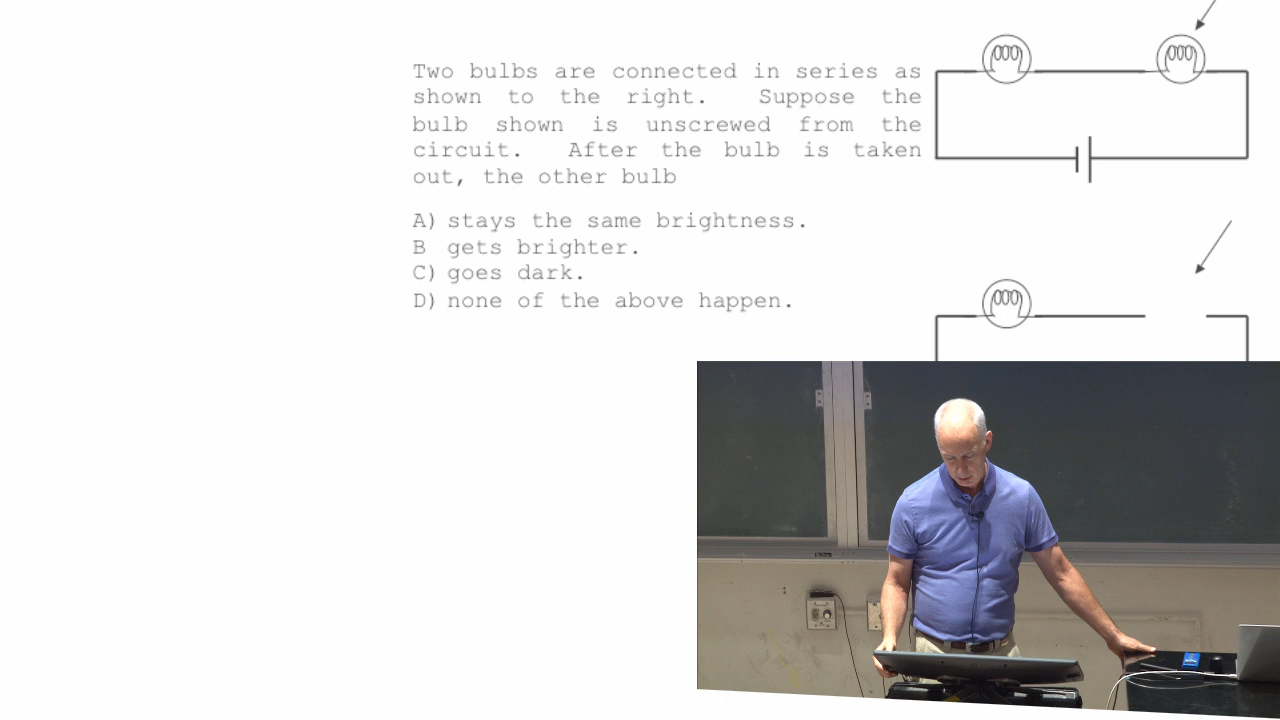 Two bulbs are connected in series as
shown to the right. Suppose the
bulb shown is unscrewed from the
circuit. After the bulb is taken
out, the other bulb
A) stays the same brightness.
B gets brighter.
C) goes dark.
D) none of the above happen.